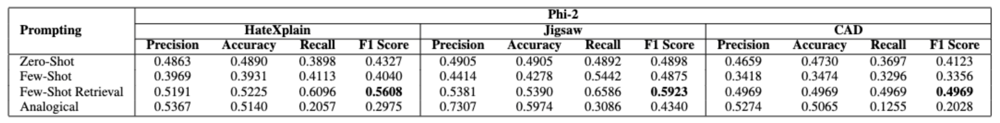 Phi-2
Prompting HateXplain Jigsaw CAD
Precision Accuracy Recall F1 Score Precision Accuracy Recall F1 Score Precision Accuracy Recall F1 Score
Zero-Shot 0.4863 0.4890 0.3898 0.4327 0.4905 0.4905 0.4892 0.4898 0.4659 0.4730 0.3697 0.4123
Few-Shot 0.3969 0.3931 0.4113 0.4040 0.4414 0.4278 0.5442 0.4875 0.3418 0.3474 0.3296 0.3356
Few-Shot Retrieval 0.5191 0.5225 0.6096 0.5608 0.5381 0.5390 0.6586 0.5923 0.4969 0.4969 0.4969 0.4969
Analogical 0.5367 0.5140 0.2057 0.2975 0.7307 0.5974 0.3086 0.4340 0.5274 0.5065 0.1255 0.2028